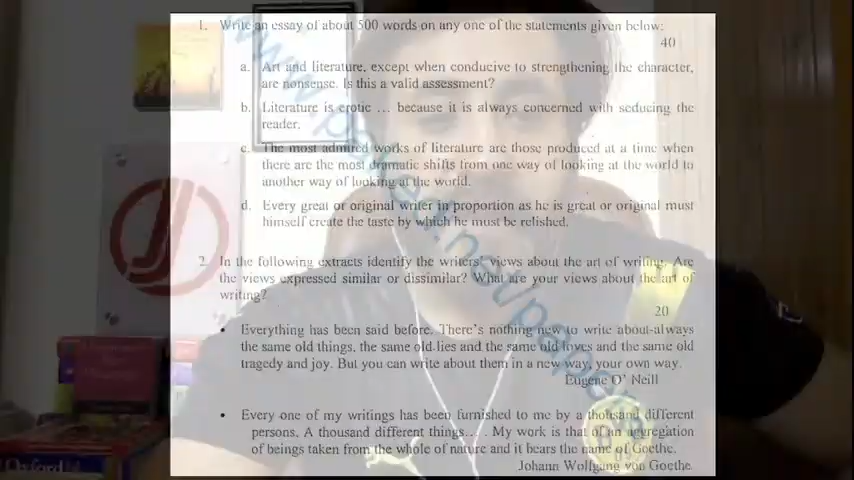 1. Write an essay of about 500 words on any one of the statements given below:
40
a. Art and literature, except when conducive to strengthening the character,
are nonsense. Is this a valid assessment?
b. Literature is erotic ... because it is always concerned with seducing the
reader.
c. The most admired works of literature are those produced at a time when
there are the most dramatic shifts from one way of looking at the world to
another way of looking at the world.
d. Every great or original writer in proportion as he is great or original must
himself create the taste by which he must be relished.
2. In the following extracts identify the writers' views about the art of writing. Are
the views expressed similar or dissimilar? What are your views about the art of
writing?
20
• Everything has been said before. There's nothing new to write about-always
the same old things, the same old lies and the same old loves and the same old
tragedy and joy. But you can write about them in a new way, your own way.
Eugene O' Neill
• Every one of my writings has been furnished to me by a thousand different
persons. A thousand different things... . My work is that of an aggregation
of beings taken from the whole of nature and it bears the name of Goethe.
Johann Wolfgang von Goethe
Oxford